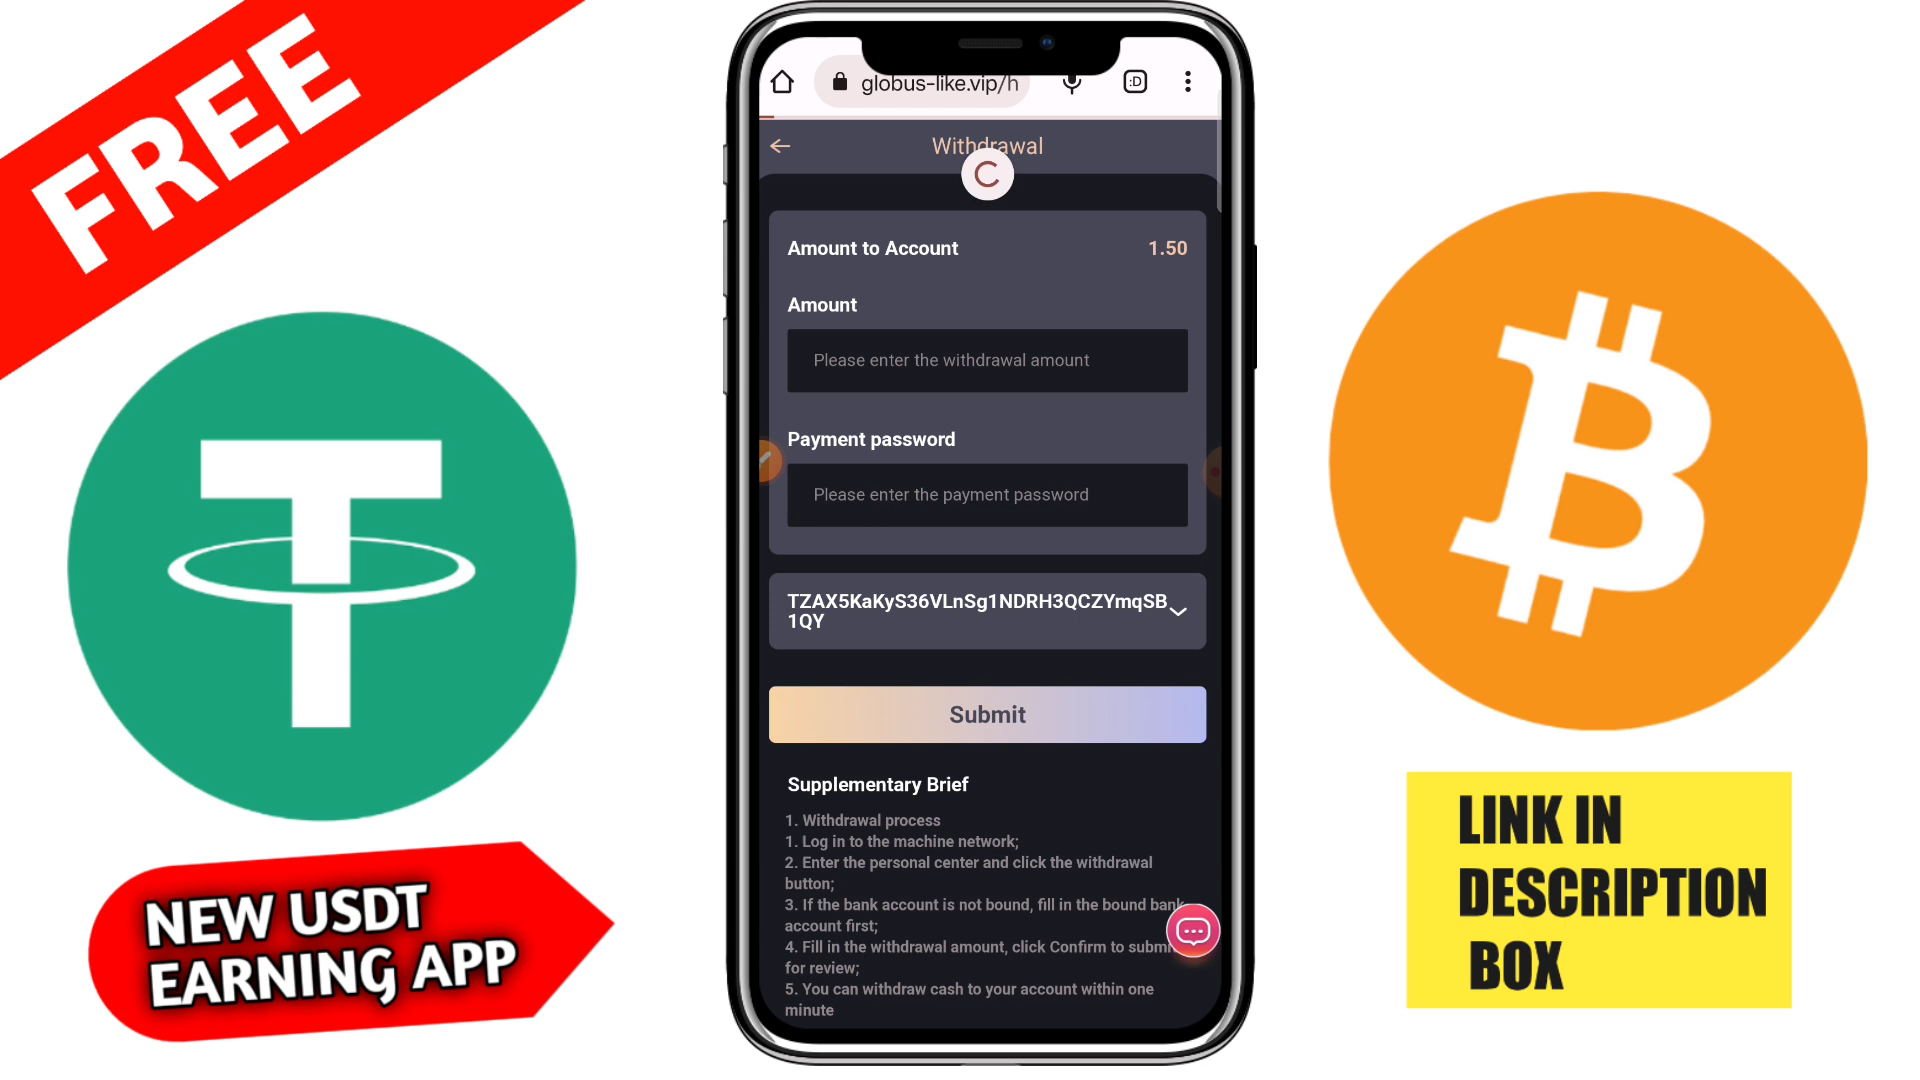 FREE
NEW USDT
EARNING APP
globus-like.vip/h
:D
Withdrawal
Amount to Account 1.50
Amount
Please enter the withdrawal amount
Payment password
Please enter the payment password
TZAX5KaKyS36VLnSg1NDRH3QCZYmqSB
1QY
Submit
Supplementary Brief
1. Withdrawal process
1. Log in to the machine network;
2. Enter the personal center and click the withdrawal
button;
3. If the bank account is not bound, fill in the bound bank
account first;
4. Fill in the withdrawal amount, click Confirm to submit
for review;
5. You can withdraw cash to your account within one
minute
LINK IN
DESCRIPTION
BOX